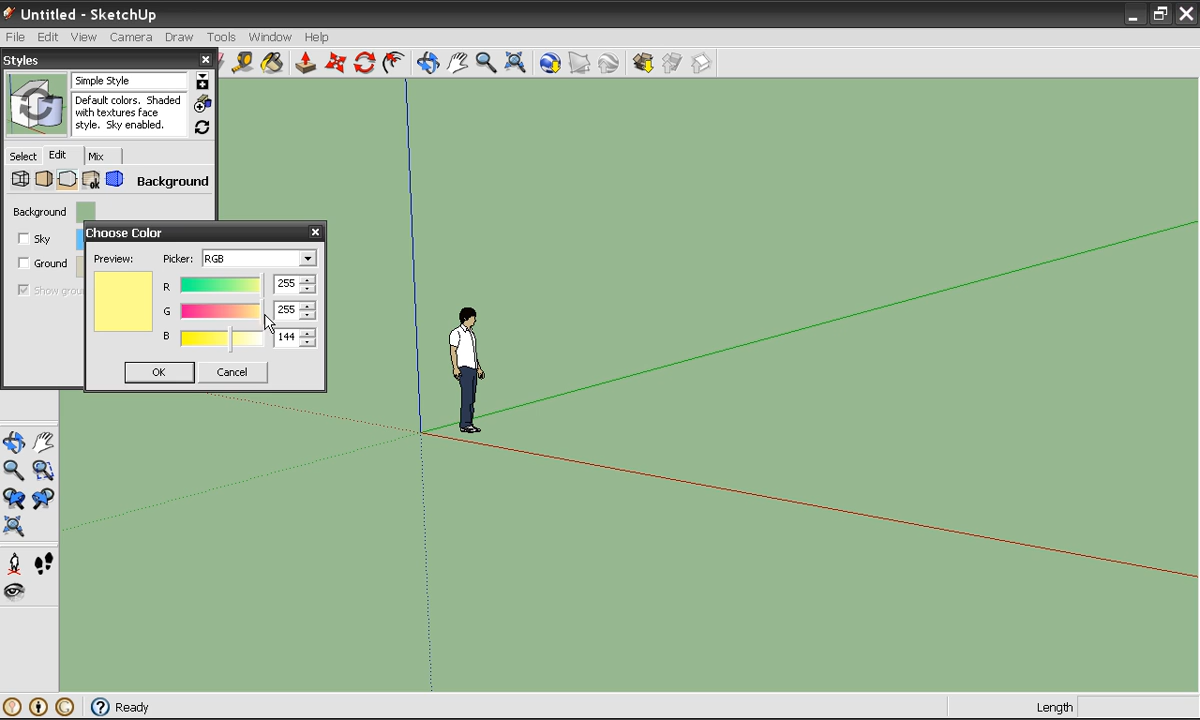 Untitled - SketchUp
File Edit View Camera Draw Tools Window Help
Styles
Simple Style
Default colors. Shaded
with textures face
style. Sky enabled.
Select Edit Mix
Background
Background
Sky
Ground
Show grou
Choose Color
Preview: Picker: RGB
R 255
G 255
B 144
OK Cancel
Ready Length